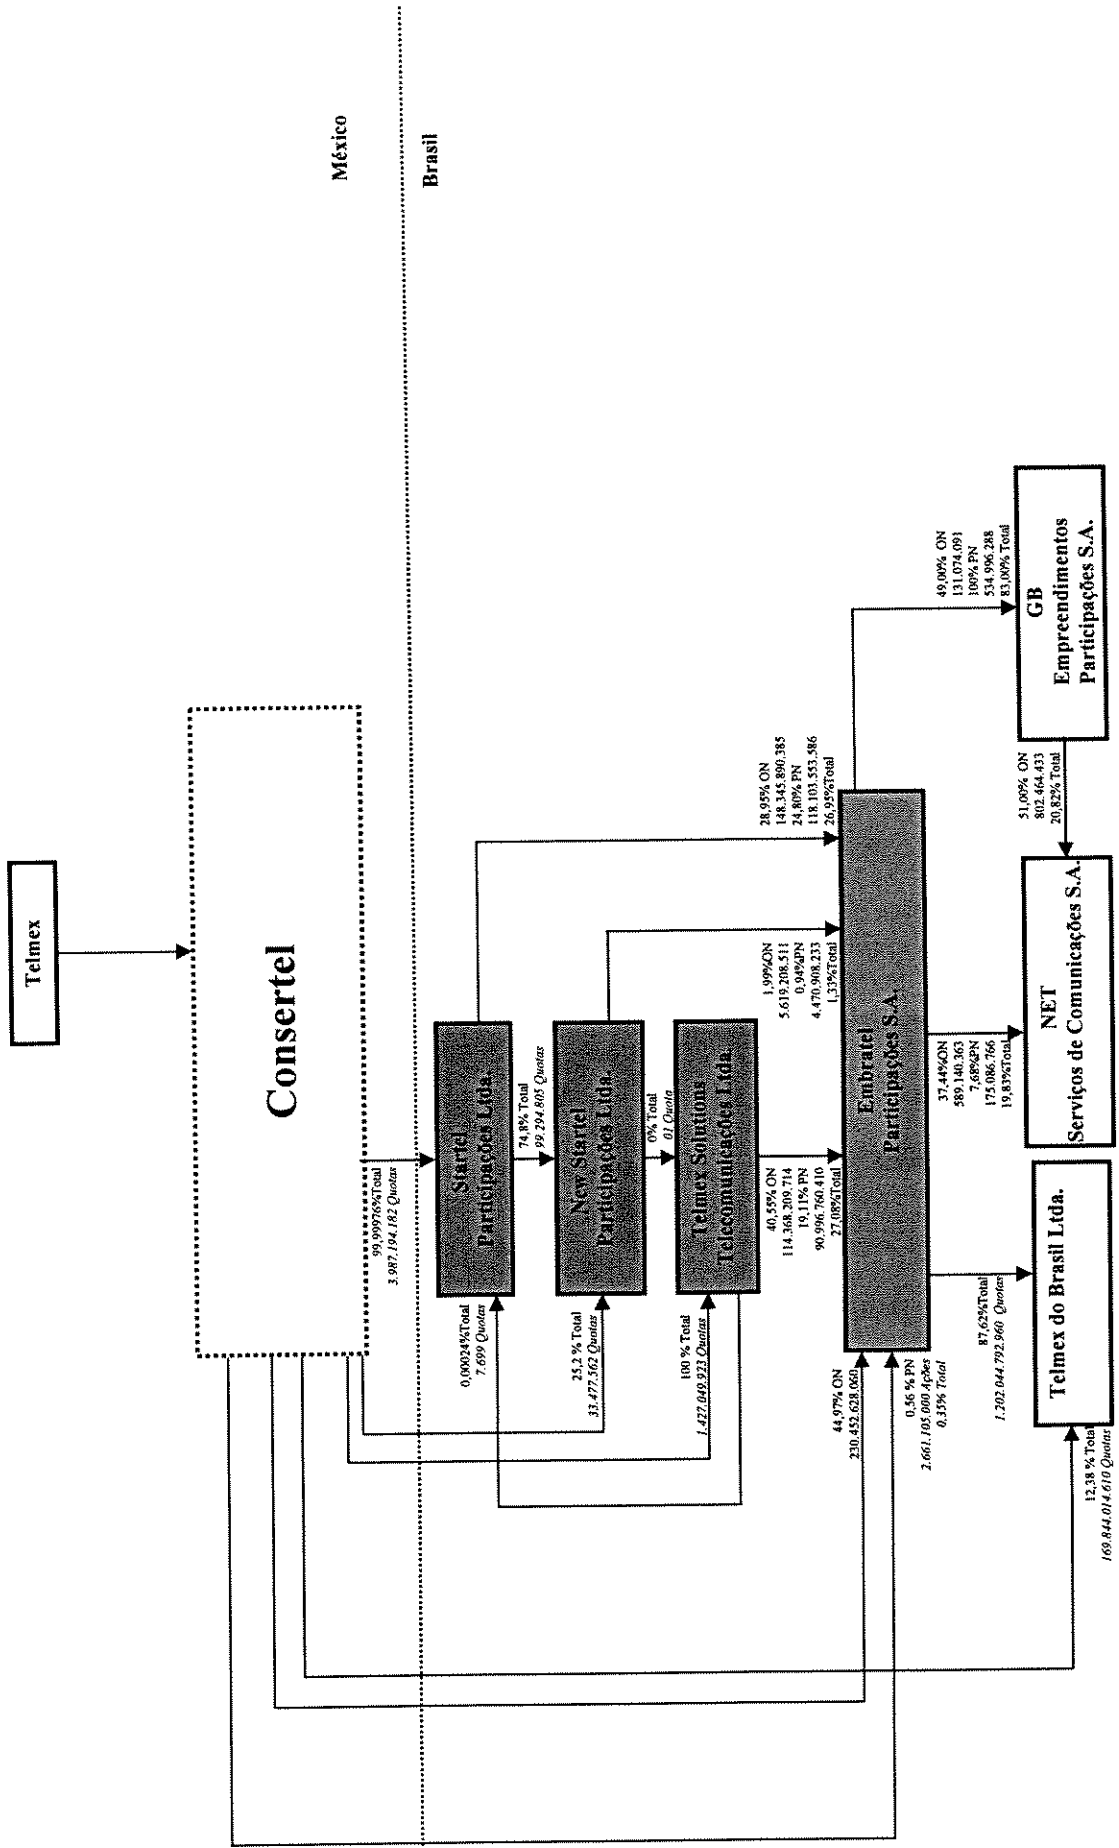 Telmex
Consertel
México
Brasil
99,99976%Total
3.987.194.182 Quotas
0,00024%Total
7.699 Quotas
Startel
Participações Ltda.
74,8% Total
99.294.805 Quotas
25,2 % Total
33.477.562 Quotas
New Startel
Participações Ltda.
0% Total
01 Quota
100 % Total
1.427.049.923 Quotas
Telmex Solutions
Telecomunicações Ltda.
40,55% ON
114.368.209.714
19,11% PN
90.996.760.410
27,08%Total
1,99%ON
5.619.208.511
0,94%PN
4.470.908.233
1,33%Total
28,95% ON
148.345.890.385
24,80% PN
118.103.553.586
26,95%Total
44,97% ON
230.452.628.060
0,56 % PN
2.661.105.000 Ações
0,35% Total
Embratel
Participações S.A.
87,62%Total
1.202.044.792.960 Quotas
37,44%ON
589.140.363
7,68%PN
175.086.766
19,83%Total
49,00% ON
131.074.091
100% PN
534.996.288
83,00% Total
12,38 % Total
169.844.014.610 Quotas
Telmex do Brasil Ltda.
NET
Serviços de Comunicações S.A.
51,00% ON
802.464.433
20,82% Total
GB
Empreendimentos
Participações S.A.